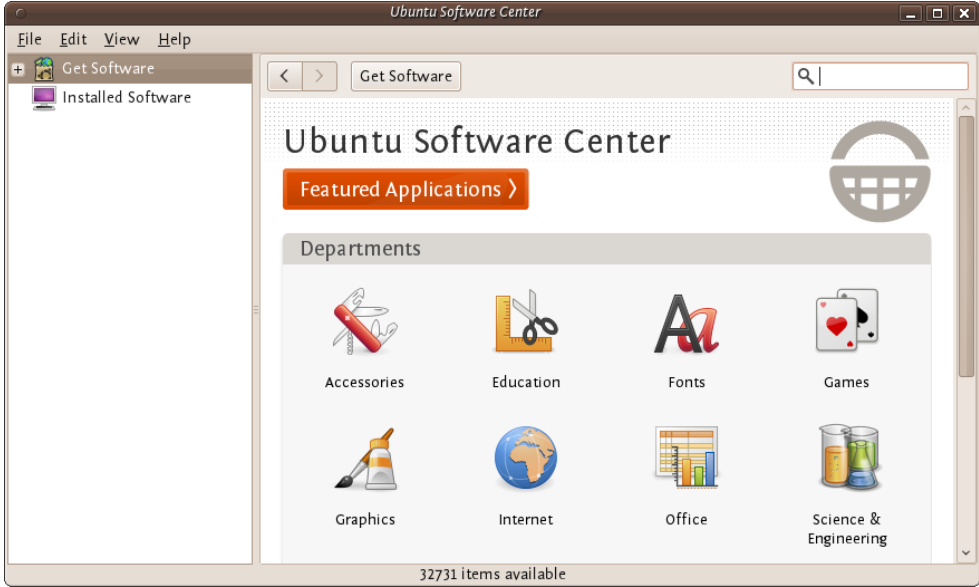 Ubuntu Software Center
File Edit View Help
Get Software
Installed Software
Get Software
Ubuntu Software Center
Featured Applications
Departments
Accessories Education Fonts Games
Graphics Internet Office Science &
Engineering
32731 items available